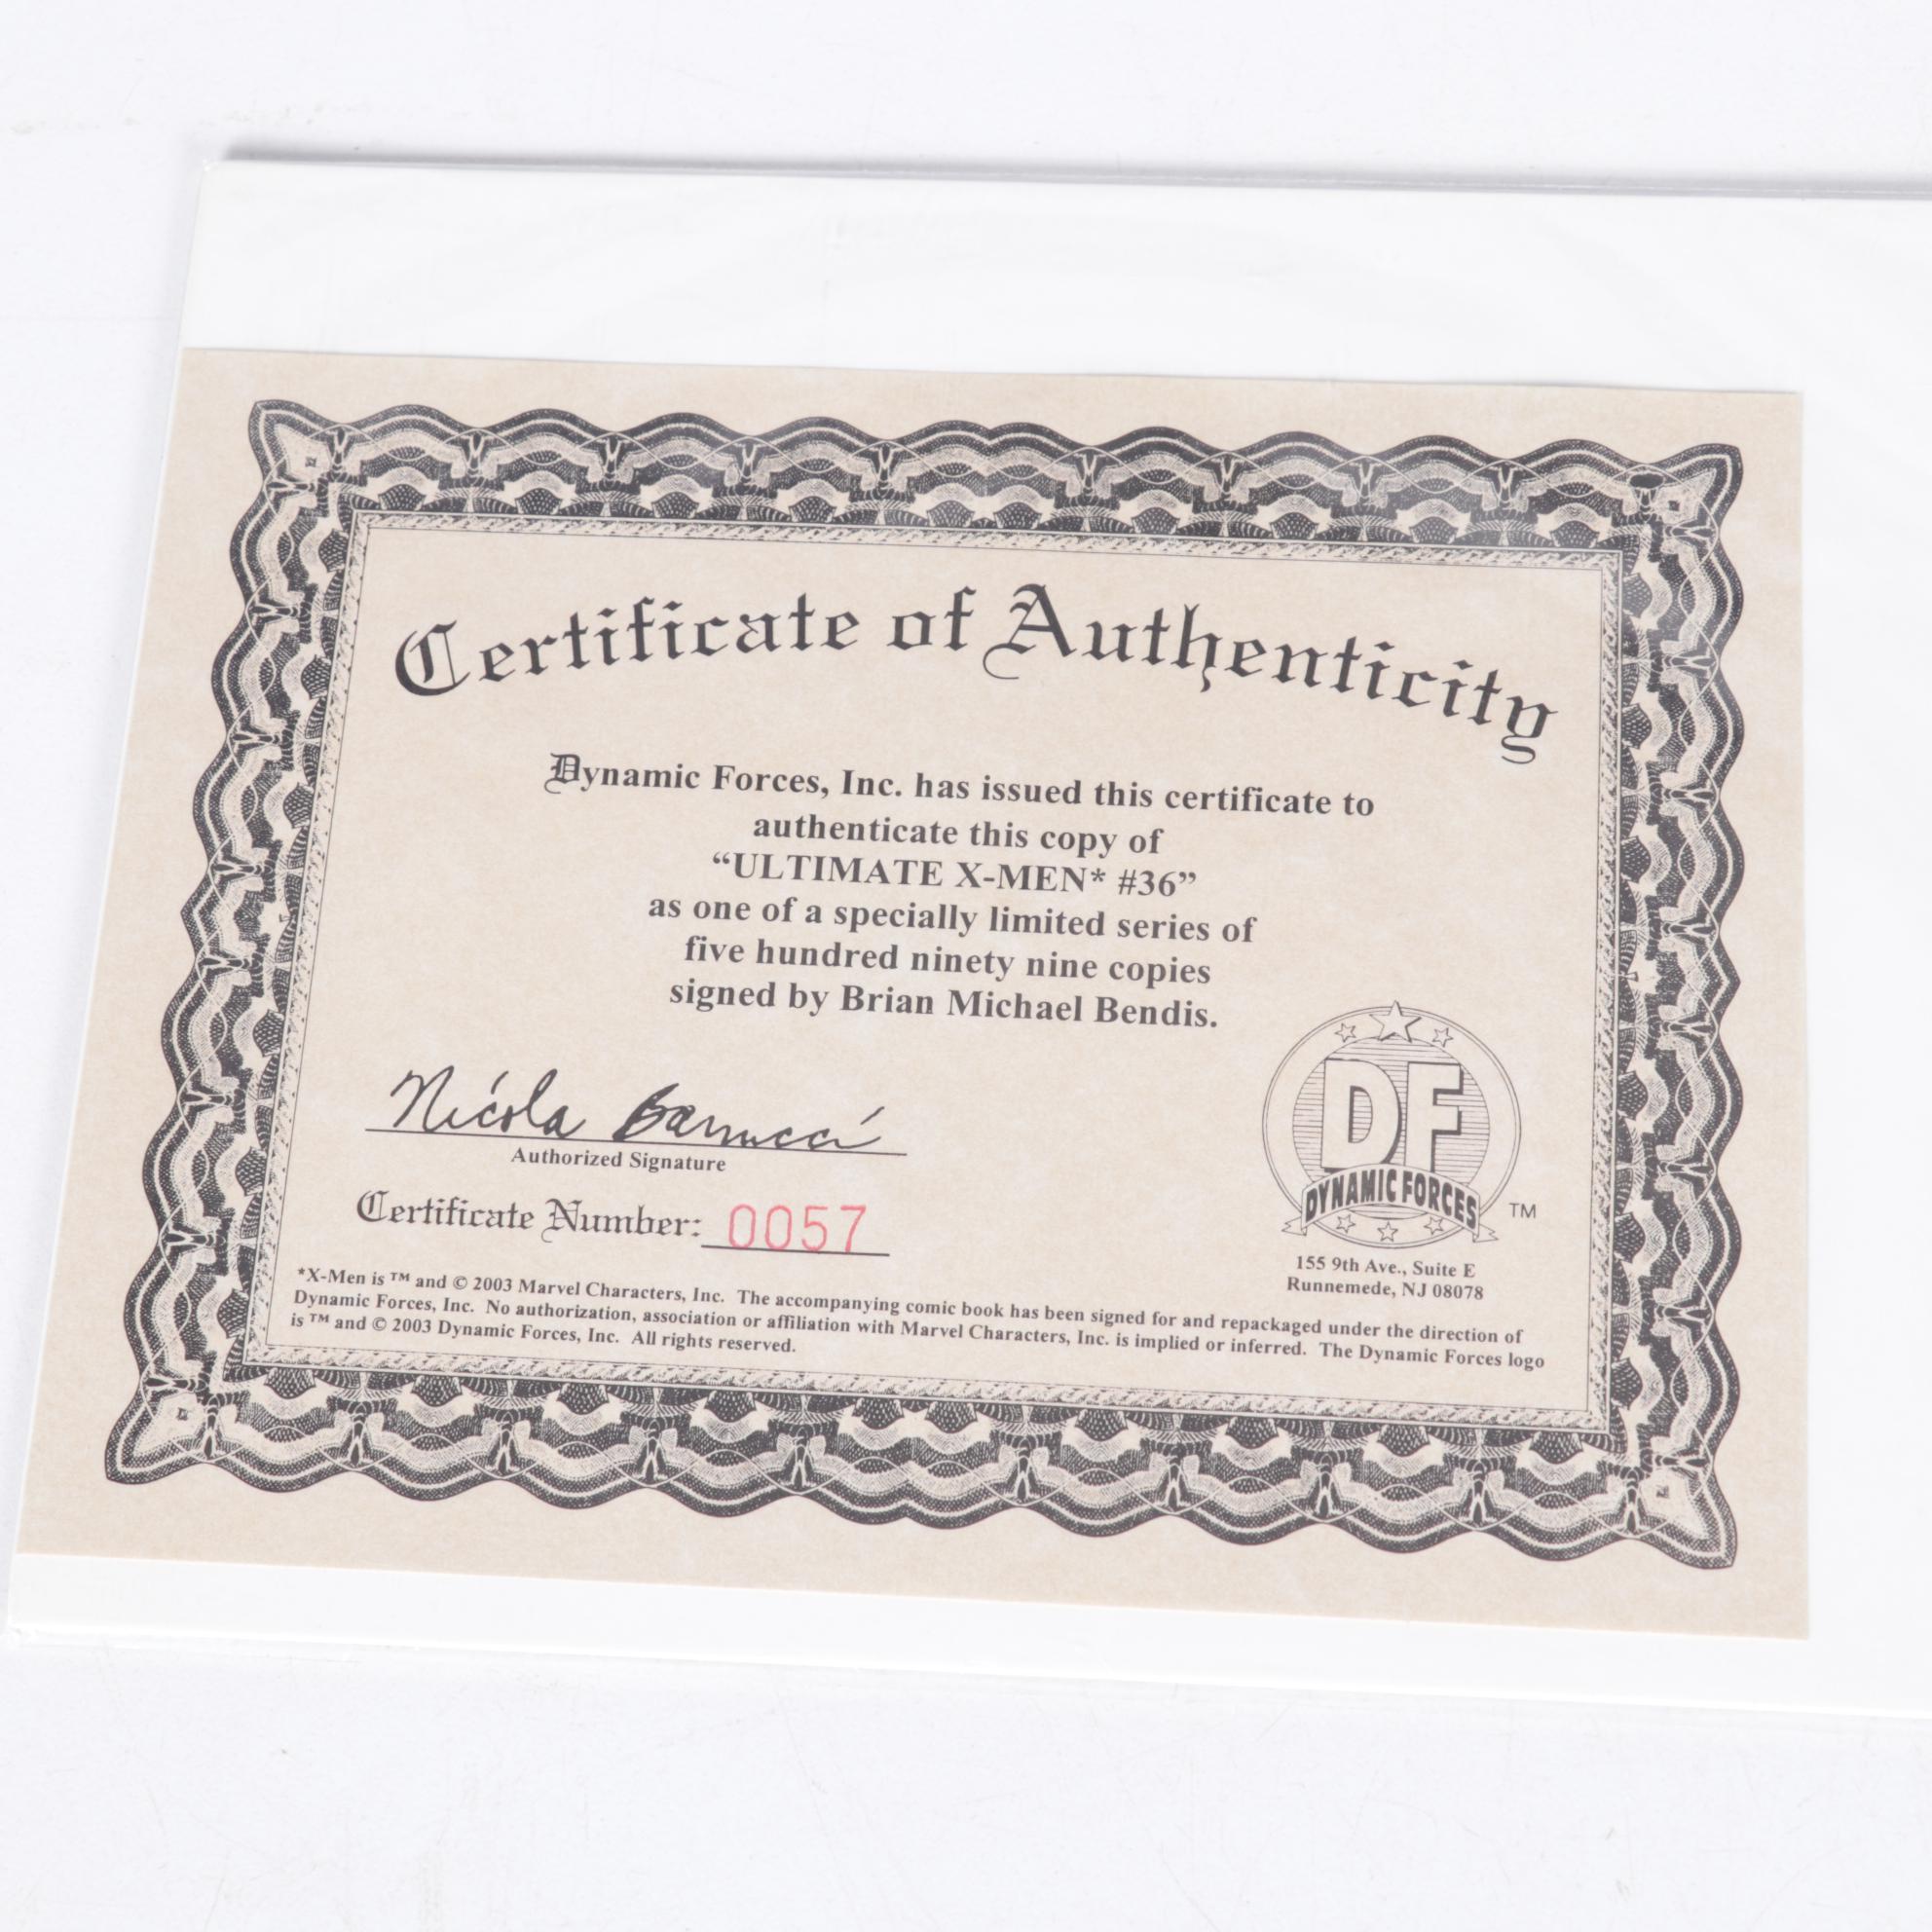 Certificate of Authenticity
Dynamic Forces, Inc. has issued this certificate to
authenticate this copy of
“ULTIMATE X-MEN* #36”
as one of a specially limited series of
five hundred ninety nine copies
signed by Brian Michael Bendis.
Nicola Barrucci
Authorized Signature
Certificate Number: 0057
DF
DYNAMIC FORCES
TM
155 9th Ave., Suite E
Runnemede, NJ 08078
*X-Men is ™ and © 2003 Marvel Characters, Inc. The accompanying comic book has been signed for and repackaged under the direction of
Dynamic Forces, Inc. No authorization, association or affiliation with Marvel Characters, Inc. is implied or inferred. The Dynamic Forces logo
is ™ and © 2003 Dynamic Forces, Inc. All rights reserved.